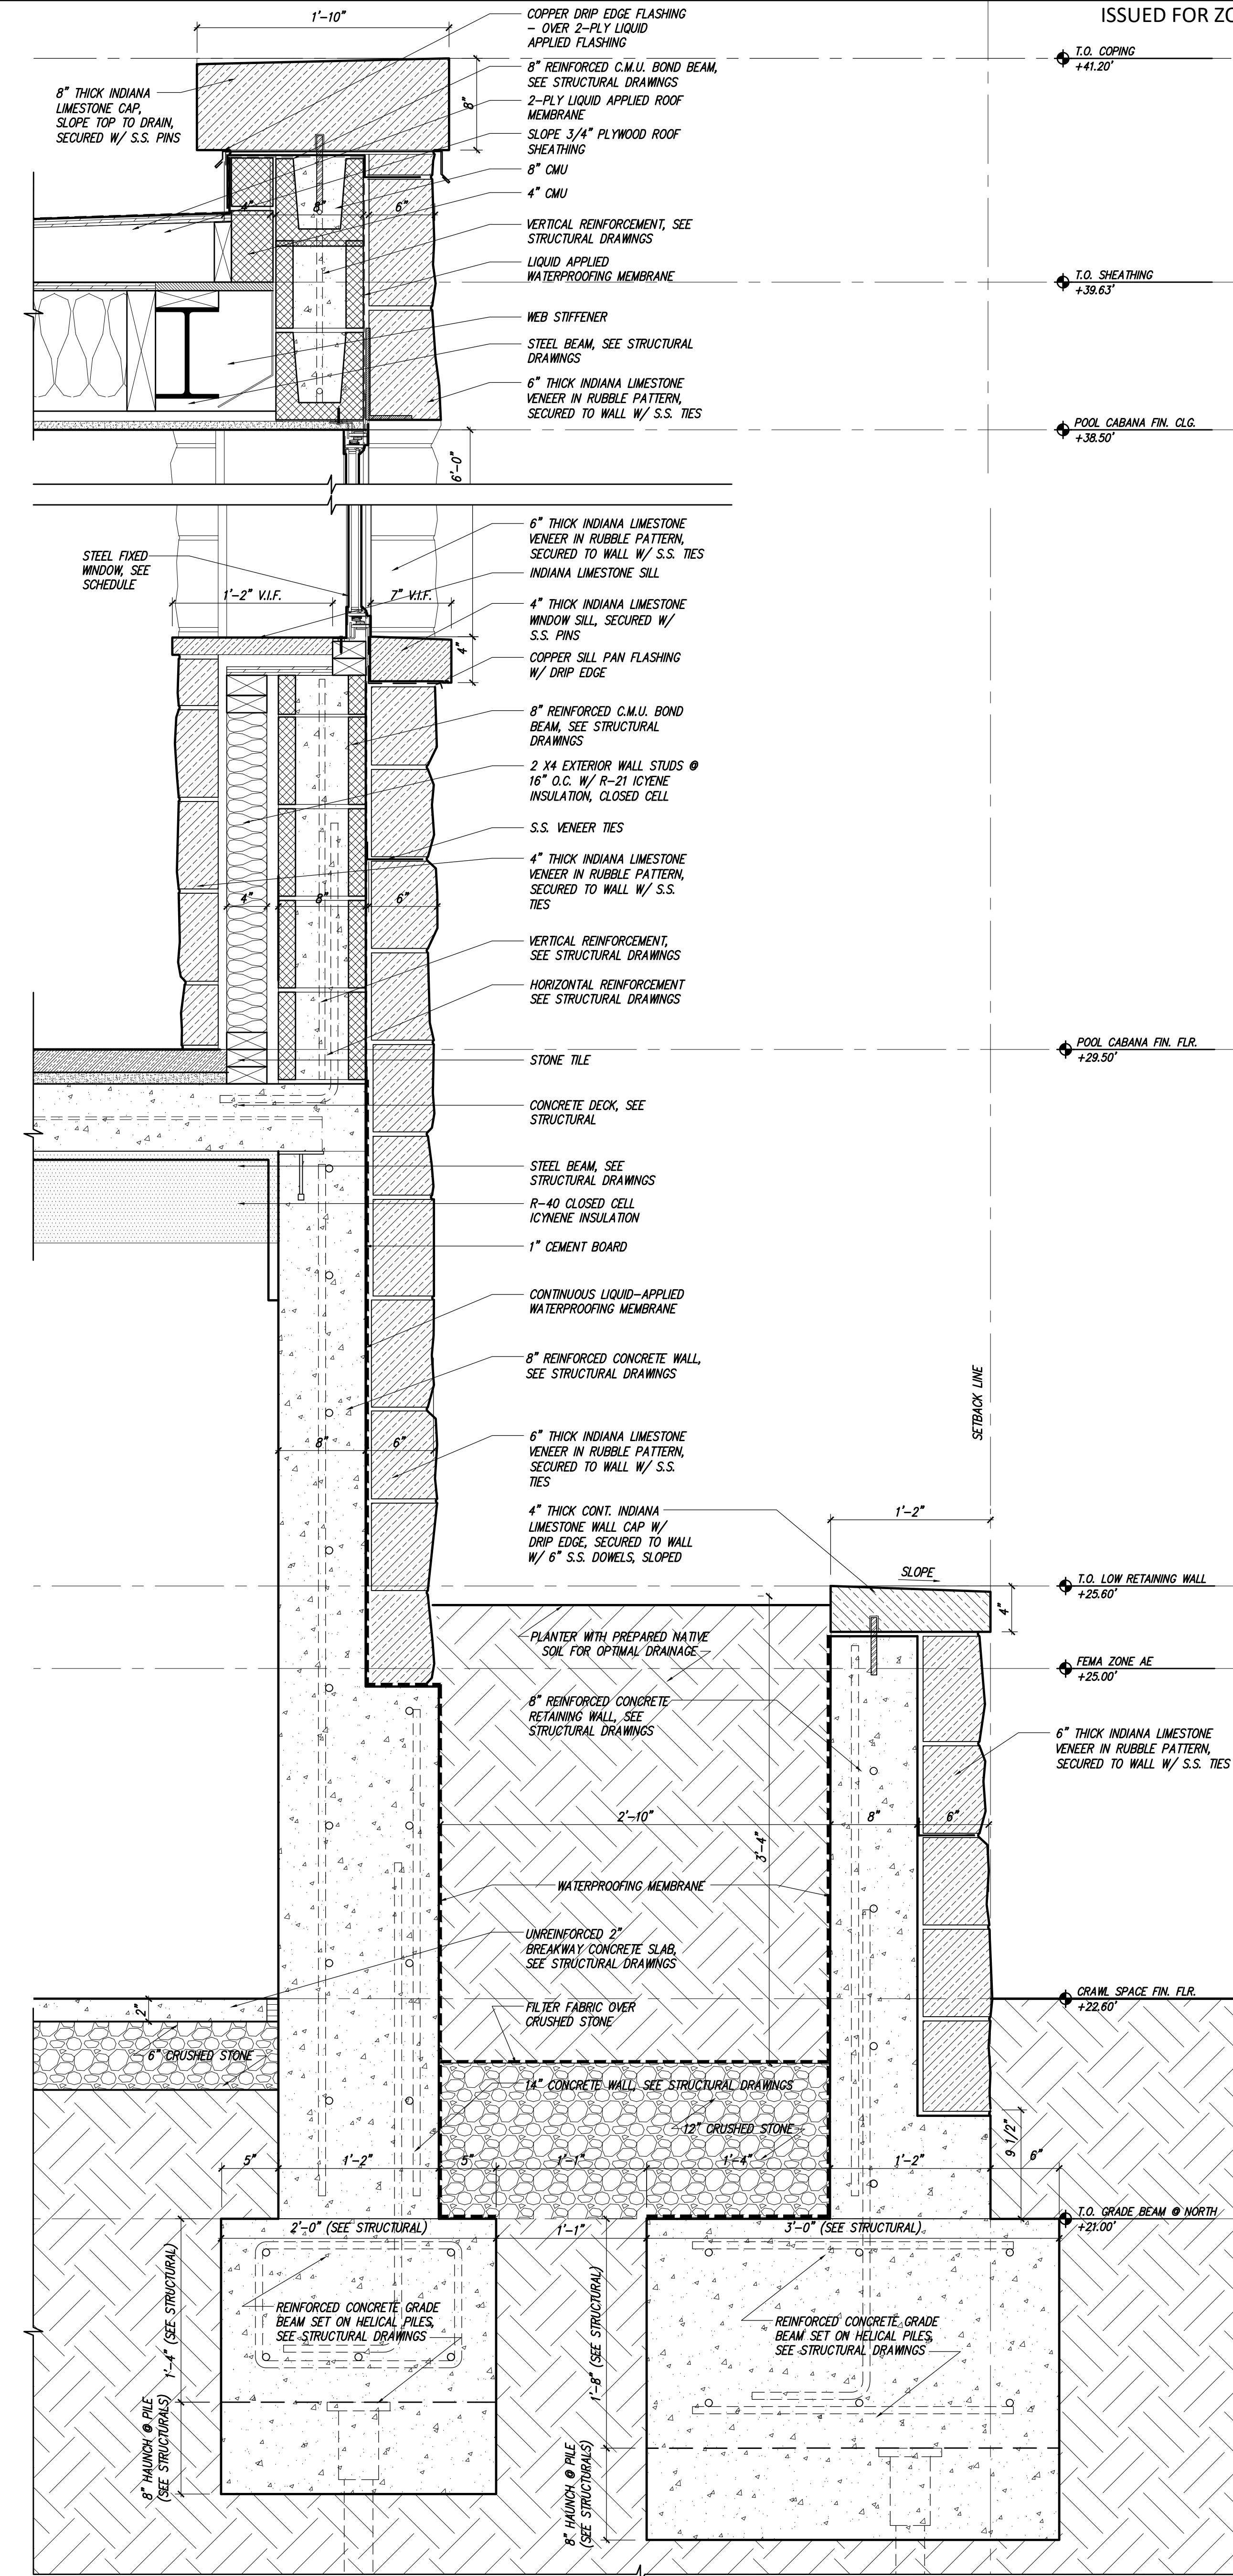 ISSUED FOR ZO
1'-10"
COPPER DRIP EDGE FLASHING
- OVER 2-PLY LIQUID
APPLIED FLASHING
T.O. COPING
+41.20'
8" REINFORCED C.M.U. BOND BEAM,
SEE STRUCTURAL DRAWINGS
8" THICK INDIANA
LIMESTONE CAP,
SLOPE TOP TO DRAIN,
SECURED W/ S.S. PINS
8"
2-PLY LIQUID APPLIED ROOF
MEMBRANE
SLOPE 3/4" PLYWOOD ROOF
SHEATHING
8" CMU
4" CMU
4"
8"
6"
VERTICAL REINFORCEMENT, SEE
STRUCTURAL DRAWINGS
LIQUID APPLIED
WATERPROOFING MEMBRANE
T.O. SHEATHING
+39.63'
WEB STIFFENER
STEEL BEAM, SEE STRUCTURAL
DRAWINGS
6" THICK INDIANA LIMESTONE
VENEER IN RUBBLE PATTERN,
SECURED TO WALL W/ S.S. TIES
POOL CABANA FIN. CLG.
+38.50'
6'-0"
6" THICK INDIANA LIMESTONE
VENEER IN RUBBLE PATTERN,
SECURED TO WALL W/ S.S. TIES
STEEL FIXED
WINDOW, SEE
SCHEDULE
INDIANA LIMESTONE SILL
1'-2" V.I.F.
7" V.I.F.
4" THICK INDIANA LIMESTONE
WINDOW SILL, SECURED W/
S.S. PINS
4"
COPPER SILL PAN FLASHING
W/ DRIP EDGE
8" REINFORCED C.M.U. BOND
BEAM, SEE STRUCTURAL
DRAWINGS
2 X4 EXTERIOR WALL STUDS @
16" O.C. W/ R-21 ICYENE
INSULATION, CLOSED CELL
S.S. VENEER TIES
4" THICK INDIANA LIMESTONE
VENEER IN RUBBLE PATTERN,
SECURED TO WALL W/ S.S.
TIES
4"
8"
6"
VERTICAL REINFORCEMENT,
SEE STRUCTURAL DRAWINGS
HORIZONTAL REINFORCEMENT
SEE STRUCTURAL DRAWINGS
POOL CABANA FIN. FLR.
+29.50'
STONE TILE
CONCRETE DECK, SEE
STRUCTURAL
STEEL BEAM, SEE
STRUCTURAL DRAWINGS
R-40 CLOSED CELL
ICYNENE INSULATION
1" CEMENT BOARD
CONTINUOUS LIQUID-APPLIED
WATERPROOFING MEMBRANE
8" REINFORCED CONCRETE WALL,
SEE STRUCTURAL DRAWINGS
SETBACK LINE
8"
6"
6" THICK INDIANA LIMESTONE
VENEER IN RUBBLE PATTERN,
SECURED TO WALL W/ S.S.
TIES
4" THICK CONT. INDIANA
LIMESTONE WALL CAP W/
DRIP EDGE, SECURED TO WALL
W/ 6" S.S. DOWELS, SLOPED
1'-2"
SLOPE
T.O. LOW RETAINING WALL
+25.60'
4"
PLANTER WITH PREPARED NATIVE
SOIL FOR OPTIMAL DRAINAGE
FEMA ZONE AE
+25.00'
8" REINFORCED CONCRETE
RETAINING WALL, SEE
STRUCTURAL DRAWINGS
6" THICK INDIANA LIMESTONE
VENEER IN RUBBLE PATTERN,
SECURED TO WALL W/ S.S. TIES
2'-10"
8"
6"
3'-4"
WATERPROOFING MEMBRANE
UNREINFORCED 2"
BREAKWAY CONCRETE SLAB,
SEE STRUCTURAL DRAWINGS
CRAWL SPACE FIN. FLR.
+22.60'
2"
FILTER FABRIC OVER
CRUSHED STONE
6" CRUSHED STONE
14" CONCRETE WALL, SEE STRUCTURAL DRAWINGS
12" CRUSHED STONE
9 1/2"
5"
1'-2"
5"
1'-1"
1'-4"
1'-2"
6"
T.O. GRADE BEAM @ NORTH
+21.00'
2'-0" (SEE STRUCTURAL)
1'-1"
3'-0" (SEE STRUCTURAL)
REINFORCED CONCRETE GRADE
BEAM SET ON HELICAL PILES,
SEE STRUCTURAL DRAWINGS
REINFORCED CONCRETE GRADE
BEAM SET ON HELICAL PILES,
SEE STRUCTURAL DRAWINGS
1'-4" (SEE STRUCTURAL)
1'-8" (SEE STRUCTURAL)
8" HAUNCH @ PILE
(SEE STRUCTURALS)
8" HAUNCH @ PILE
(SEE STRUCTURALS)